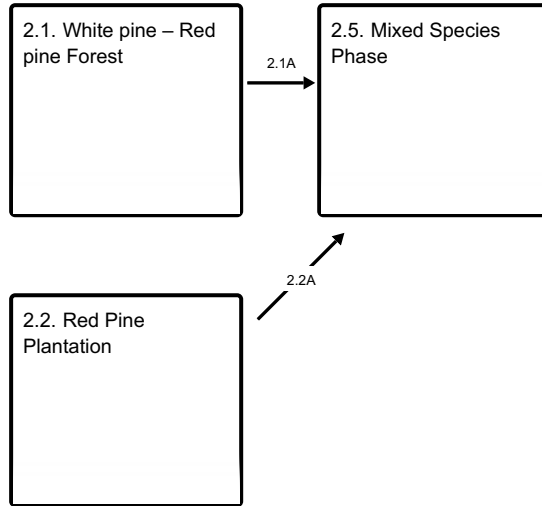 2.1. White pine – Red
pine Forest
2.1A
2.5. Mixed Species
Phase
2.2A
2.2. Red Pine
Plantation